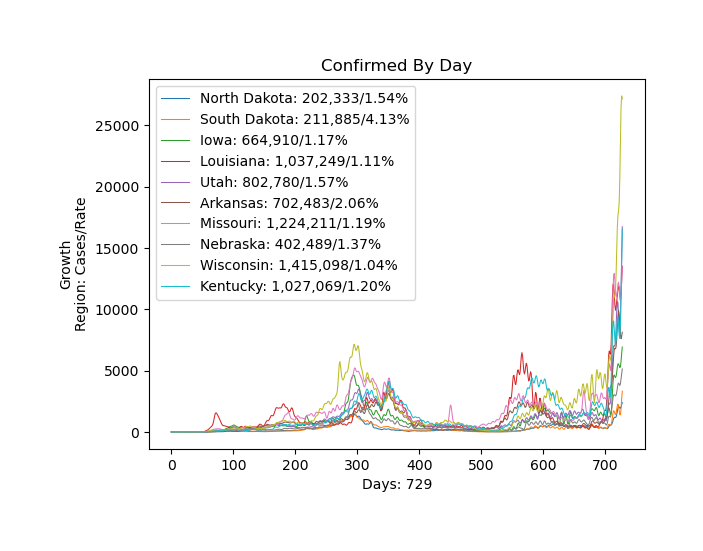 Confirmed By Day
North Dakota: 202,333/1.54%
South Dakota: 211,885/4.13%
Iowa: 664,910/1.17%
Louisiana: 1,037,249/1.11%
Utah: 802,780/1.57%
Arkansas: 702,483/2.06%
Missouri: 1,224,211/1.19%
Nebraska: 402,489/1.37%
Wisconsin: 1,415,098/1.04%
Kentucky: 1,027,069/1.20%
25000
20000
15000
10000
5000
0
Growth
Region: Cases/Rate
0 100 200 300 400 500 600 700
Days: 729